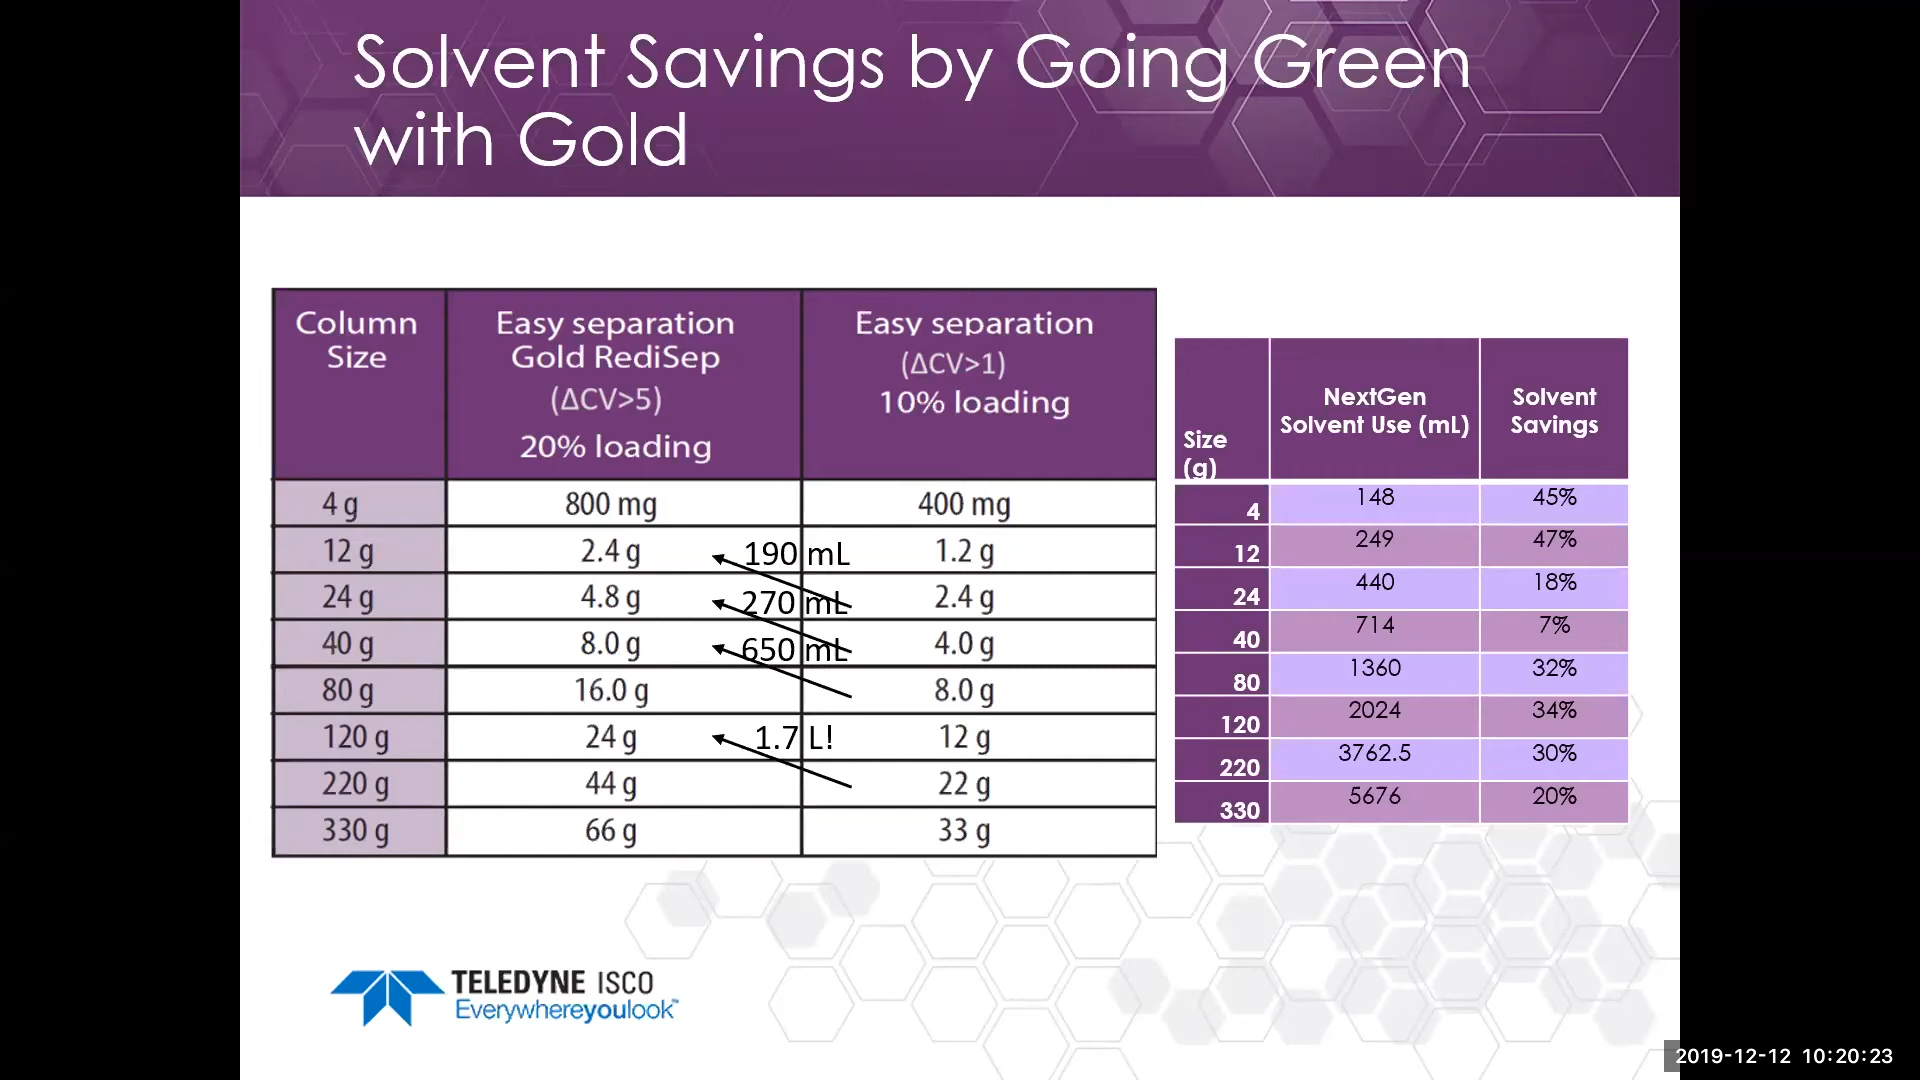 Solvent Savings by Going Green
with Gold
Column
Size
Easy separation
Gold RediSep
(ΔCV>5)
20% loading
Easy separation
(ΔCV>1)
10% loading
4 g 800 mg 400 mg
12 g 2.4 g 190 mL 1.2 g
24 g 4.8 g 270 mL 2.4 g
40 g 8.0 g 650 mL 4.0 g
80 g 16.0 g 8.0 g
120 g 24 g 1.7 L! 12 g
220 g 44 g 22 g
330 g 66 g 33 g
Size
(g)
NextGen
Solvent Use (mL)
Solvent
Savings
4 148 45%
12 249 47%
24 440 18%
40 714 7%
80 1360 32%
120 2024 34%
220 3762.5 30%
330 5676 20%
TELEDYNE ISCO
Everywhereyoulook™
2019-12-12 10:20:23